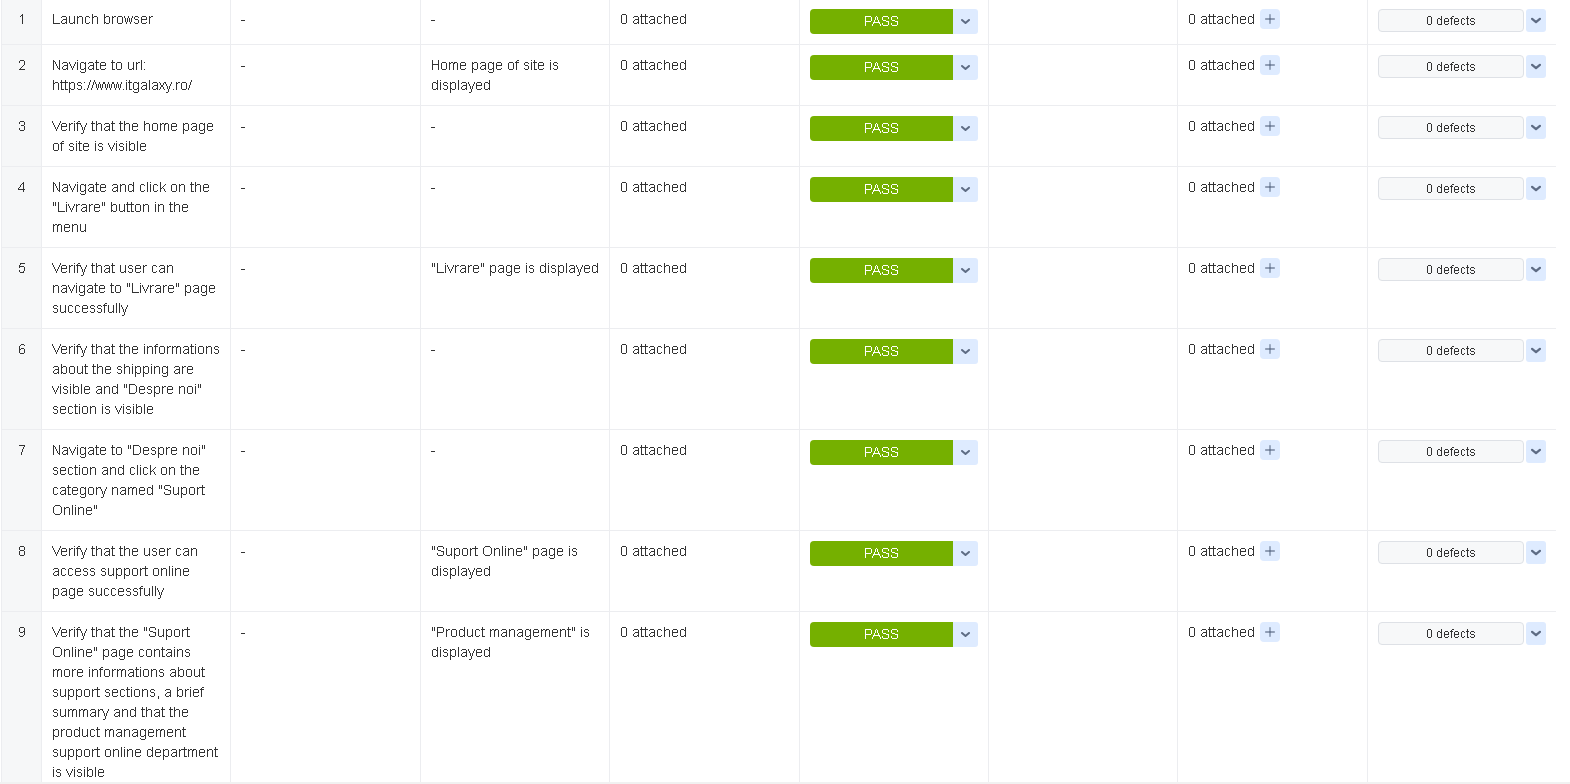 1 Launch browser - - 0 attached PASS 0 attached + 0 defects
2 Navigate to url: - Home page of site is 0 attached PASS 0 attached + 0 defects
https://www.itgalaxy.ro/ displayed
3 Verify that the home page - - 0 attached PASS 0 attached + 0 defects
of site is visible
4 Navigate and click on the - - 0 attached PASS 0 attached + 0 defects
"Livrare" button in the
menu
5 Verify that user can - "Livrare" page is displayed 0 attached PASS 0 attached + 0 defects
navigate to "Livrare" page
successfully
6 Verify that the informations - - 0 attached PASS 0 attached + 0 defects
about the shipping are
visible and "Despre noi"
section is visible
7 Navigate to "Despre noi" - - 0 attached PASS 0 attached + 0 defects
section and click on the
category named "Suport
Online"
8 Verify that the user can - "Suport Online" page is 0 attached PASS 0 attached + 0 defects
access support online displayed
page successfully
9 Verify that the "Suport - "Product management" is 0 attached PASS 0 attached + 0 defects
Online" page contains displayed
more informations about
support sections, a brief
summary and that the
product management
support online department
is visible